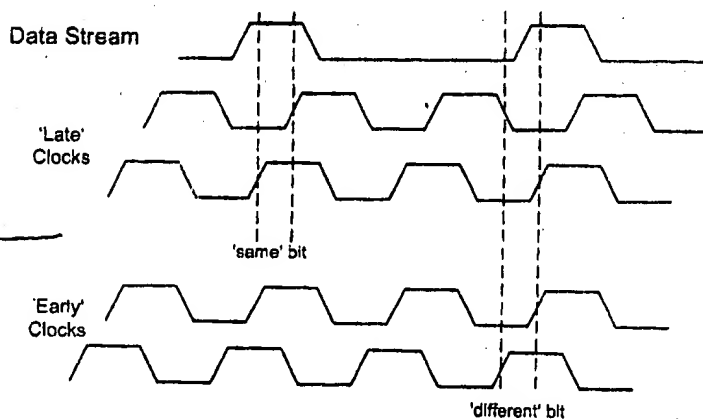 Data Stream
'Late'
Clocks
'same' bit
'Early'
Clocks
'different' bit